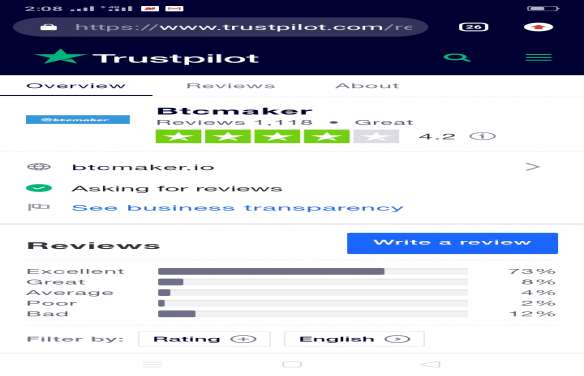 2:08
https://www.trustpilot.com/re
26
Trustpilot
Overview Reviews About
Btcmaker
Reviews 1,118 • Great
4.2
btcmaker
btcmaker.io
Asking for reviews
See business transparency
Reviews
Write a review
Excellent 73%
Great 8%
Average 4%
Poor 2%
Bad 12%
Filter by: Rating English